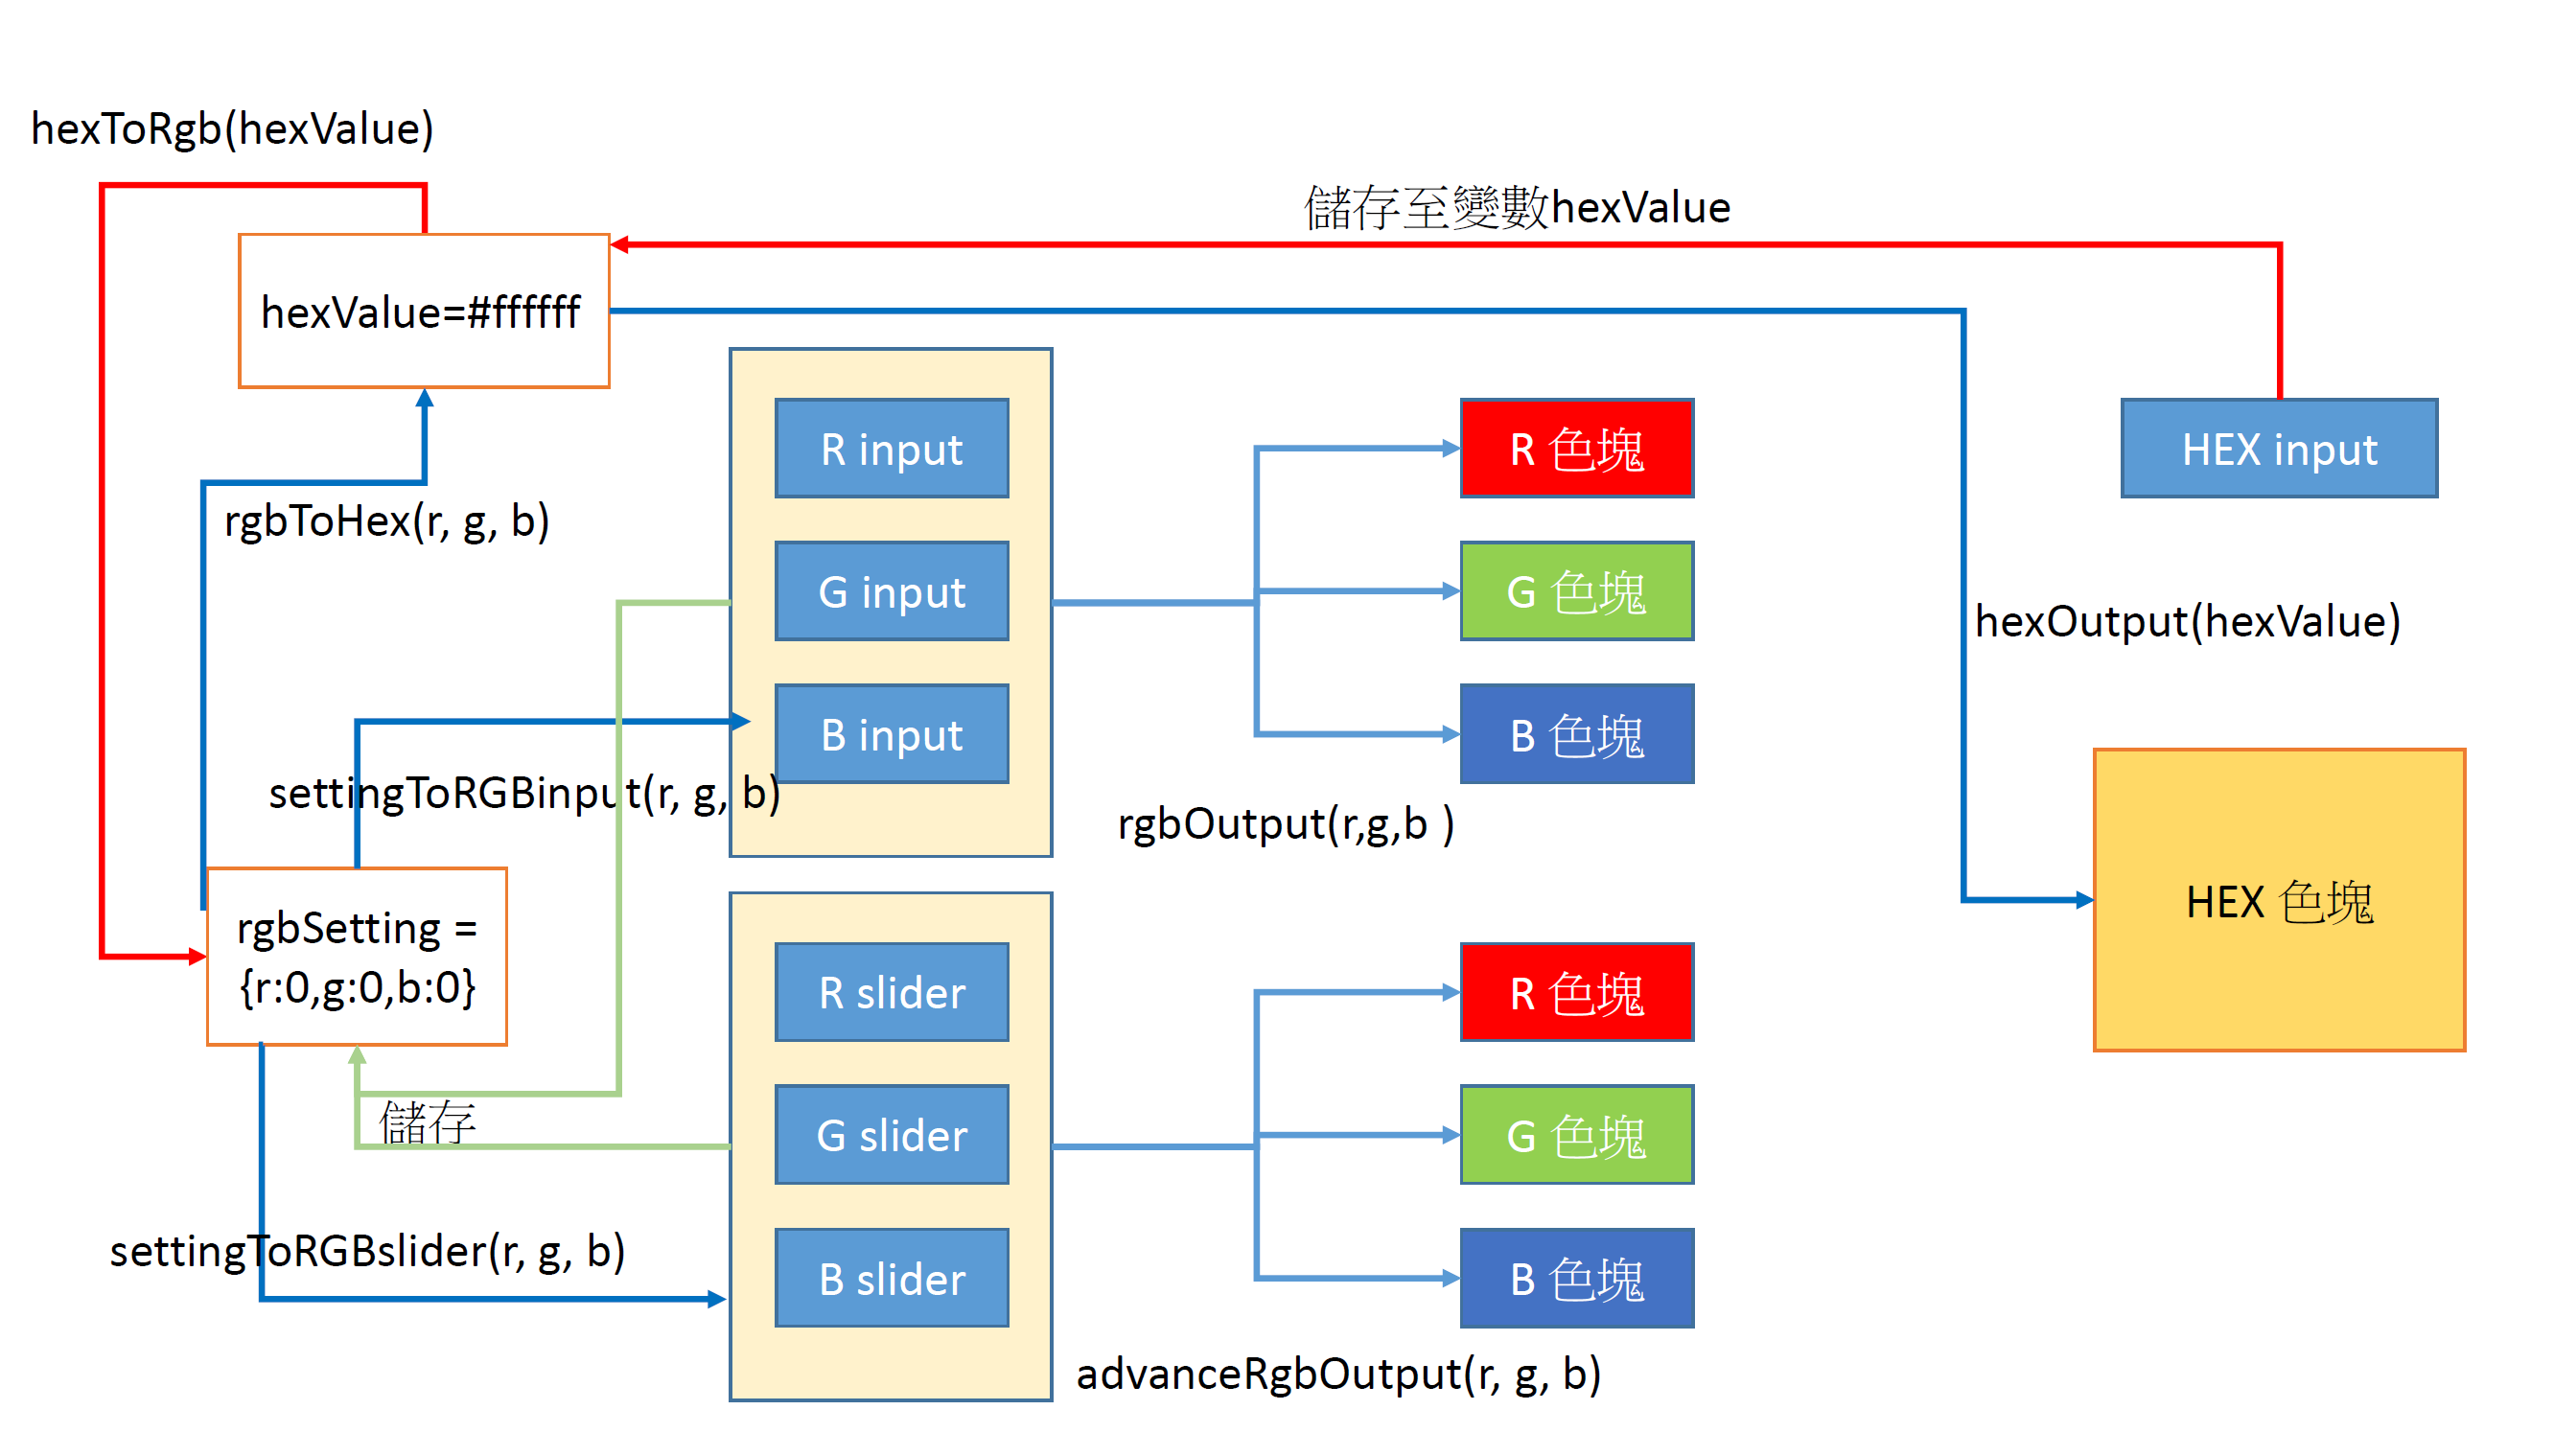 hexToRgb(hexValue)
儲存至變數hexValue
hexValue=#ffffff
R input
R 色塊
HEX input
rgbToHex(r, g, b)
G input
G 色塊
hexOutput(hexValue)
B input
B 色塊
settingToRGBinput(r, g, b)
rgbOutput(r,g,b )
HEX 色塊
rgbSetting =
{r:0,g:0,b:0}
R slider
R 色塊
儲存
G slider
G 色塊
settingToRGBslider(r, g, b)
B slider
B 色塊
advanceRgbOutput(r, g, b)